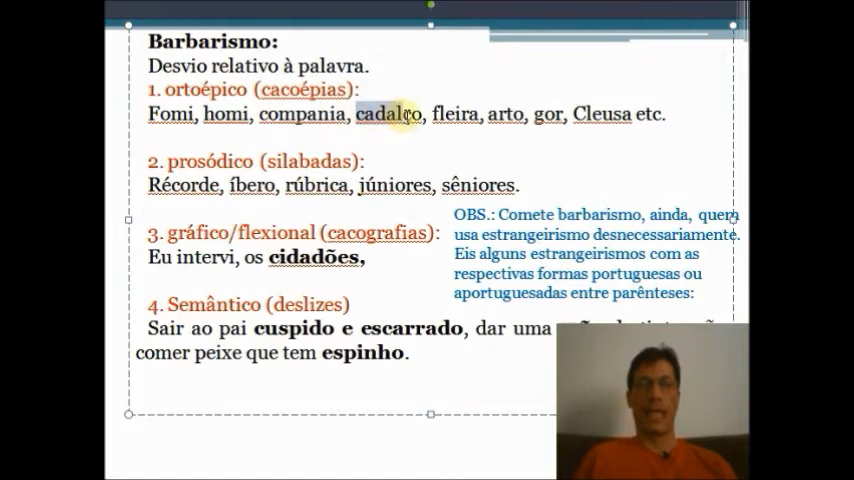 Barbarismo:
Desvio relativo à palavra.
1. ortoépico (cacoépias):
Fomi, homi, compania, cadalço, fleira, arto, gor, Cleusa etc.
2. prosódico (silabadas):
Récorde, íbero, rúbrica, júniores, sêniores.
3. gráfico/flexional (cacografias):
Eu intervi, os cidadões,
OBS.: Comete barbarismo, ainda, quem
usa estrangeirismo desnecessariamente.
Eis alguns estrangeirismos com as
respectivas formas portuguesas ou
aportuguesadas entre parênteses:
4. Semântico (deslizes)
Sair ao pai cuspido e escarrado, dar uma
comer peixe que tem espinho.